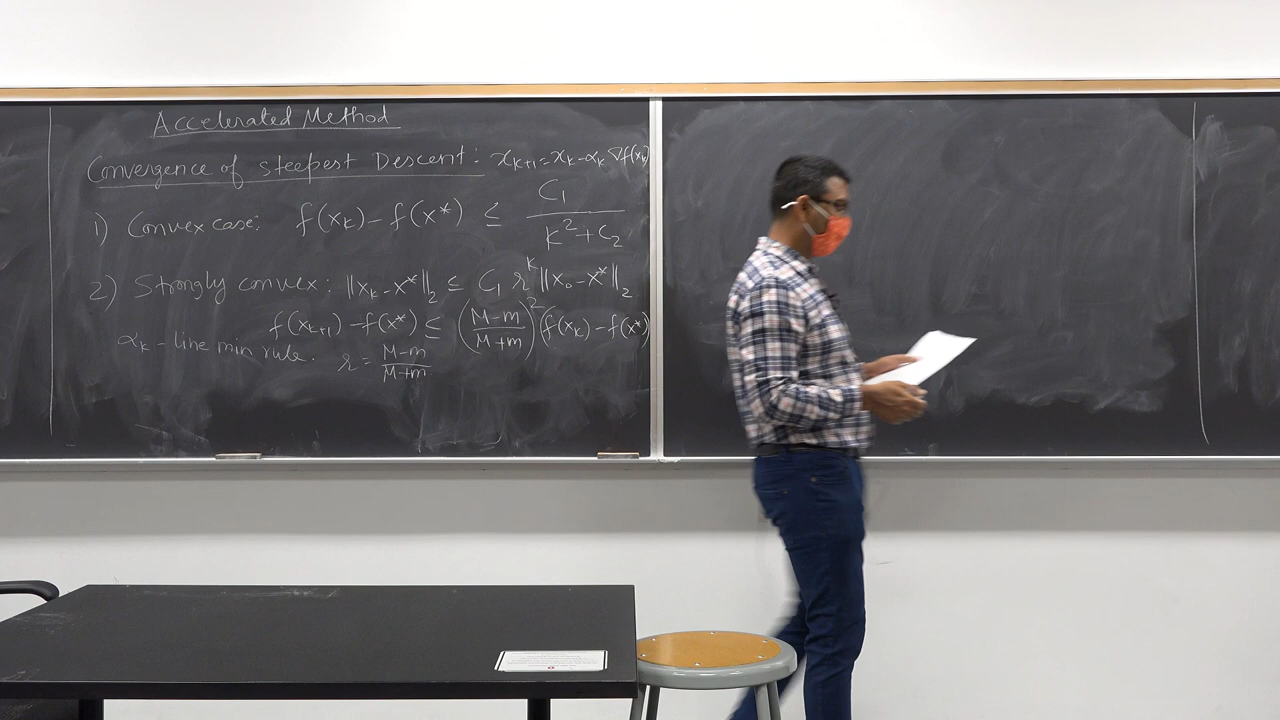 Accelerated Method
Convergence of steepest Descent: x_{k+1} = x_k - α_k ∇f(x_k)
1) Convex case: f(x_k) - f(x*) ≤ C_1 / (k^2 + C_2)
2) Strongly convex: ||x_k - x*||_2 ≤ C_1 r^k ||x_0 - x*||_2
f(x_{k+1}) - f(x*) ≤ ((M-m)/(M+m))^2 (f(x_k) - f(x*))
α_k - line min rule. r = (M-m)/(M+m)